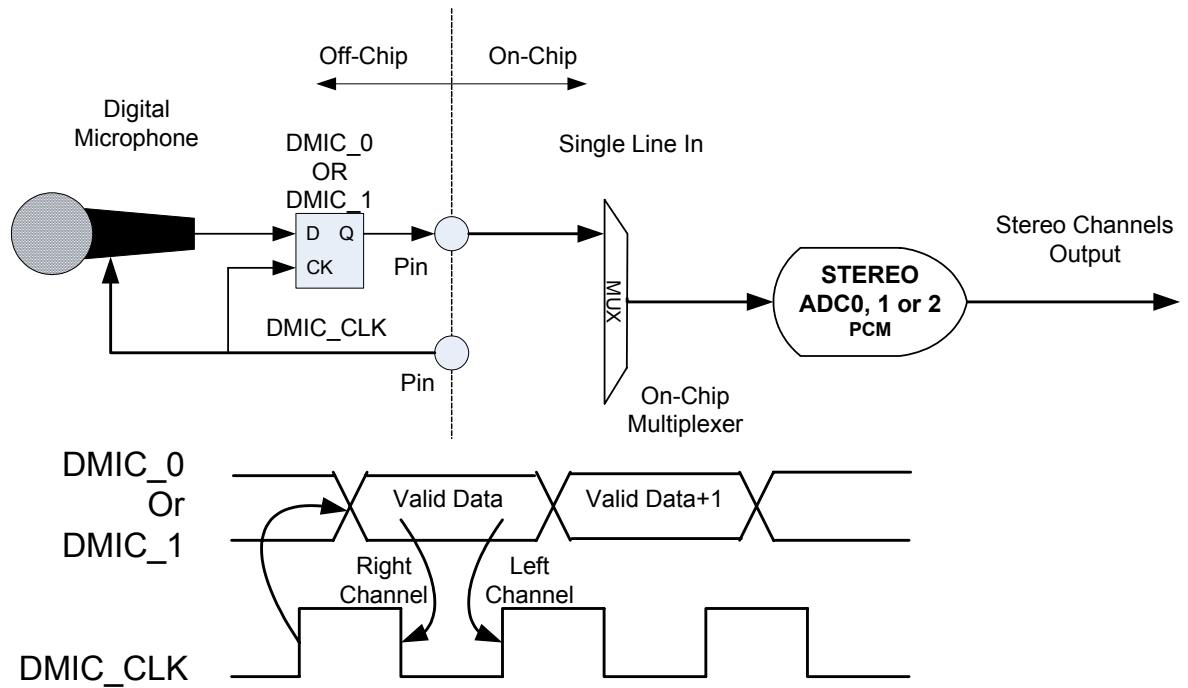 Off-Chip
On-Chip
Digital
Microphone
DMIC_0
OR
DMIC_1
Single Line In
Stereo Channels
Output
D Q
CK
Pin
MUX
STEREO
ADC0, 1 or 2
PCM
DMIC_CLK
Pin
On-Chip
Multiplexer
DMIC_0
Or
DMIC_1
Valid Data
Valid Data+1
Right
Channel
Left
Channel
DMIC_CLK